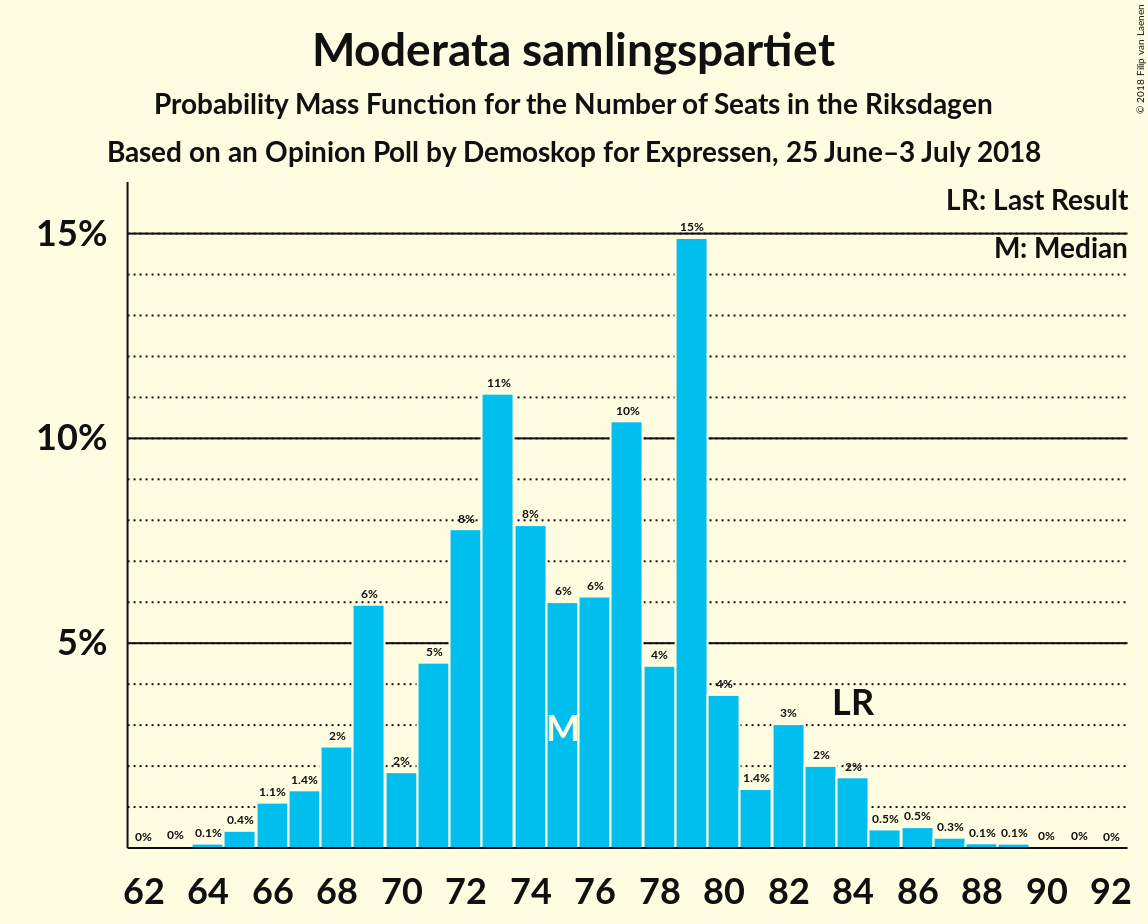 Moderata samlingspartiet
Probability Mass Function for the Number of Seats in the Riksdagen
Based on an Opinion Poll by Demoskop for Expressen, 25 June–3 July 2018
© 2018 Filip van Laenen
LR: Last Result
M: Median
15%
10%
5%
0% 0% 0.1% 0.4% 1.1% 1.4% 2% 6% 2% 5% 8% 11% 8% 6% 6% 10% 4% 15% 4% 1.4% 3% 2% 2% 0.5% 0.5% 0.3% 0.1% 0.1% 0% 0% 0%
M
LR
62 64 66 68 70 72 74 76 78 80 82 84 86 88 90 92